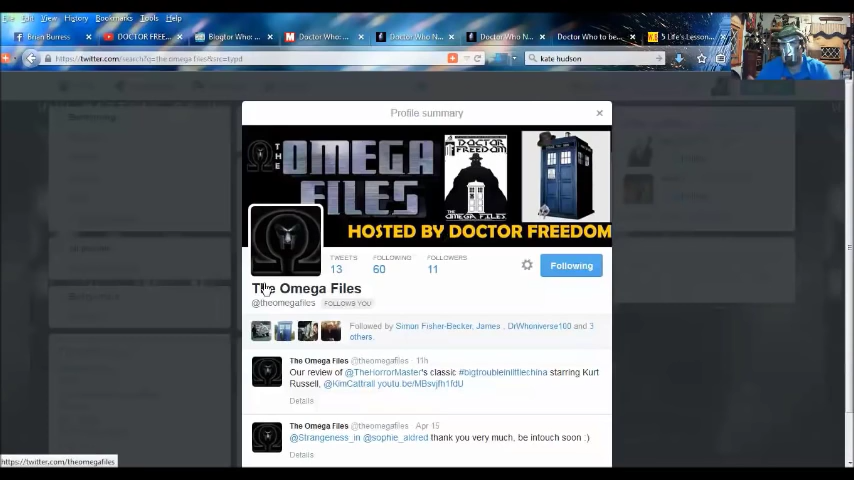 File Edit View History Bookmarks Tools Help
Brian Burress
DOCTOR FREE...
Blogtor Who: ...
Doctor Who: ...
Doctor Who N...
Doctor Who N...
Doctor Who to be...
5 Life's Lesson...
https://twitter.com/search?q=the omega files&src=typd
kate hudson
Profile summary
THE OMEGA FILES
DOCTOR FREEDOM
THE OMEGA FILES
HOSTED BY DOCTOR FREEDOM
TWEETS FOLLOWING FOLLOWERS
13 60 11
Following
The Omega Files
@theomegafiles FOLLOWS YOU
Followed by Simon Fisher-Becker, James , DrWhoniverse100 and 3
others.
The Omega Files @theomegafiles · 11h
Our review of @TheHorrorMaster's classic #bigtroubleinlittlechina starring Kurt
Russell, @KimCattrall youtu.be/MBsvjfh1fdU
Details
The Omega Files @theomegafiles · Apr 15
@Strangeness_in @sophie_aldred thank you very much, be intouch soon :)
Details
https://twitter.com/theomegafiles